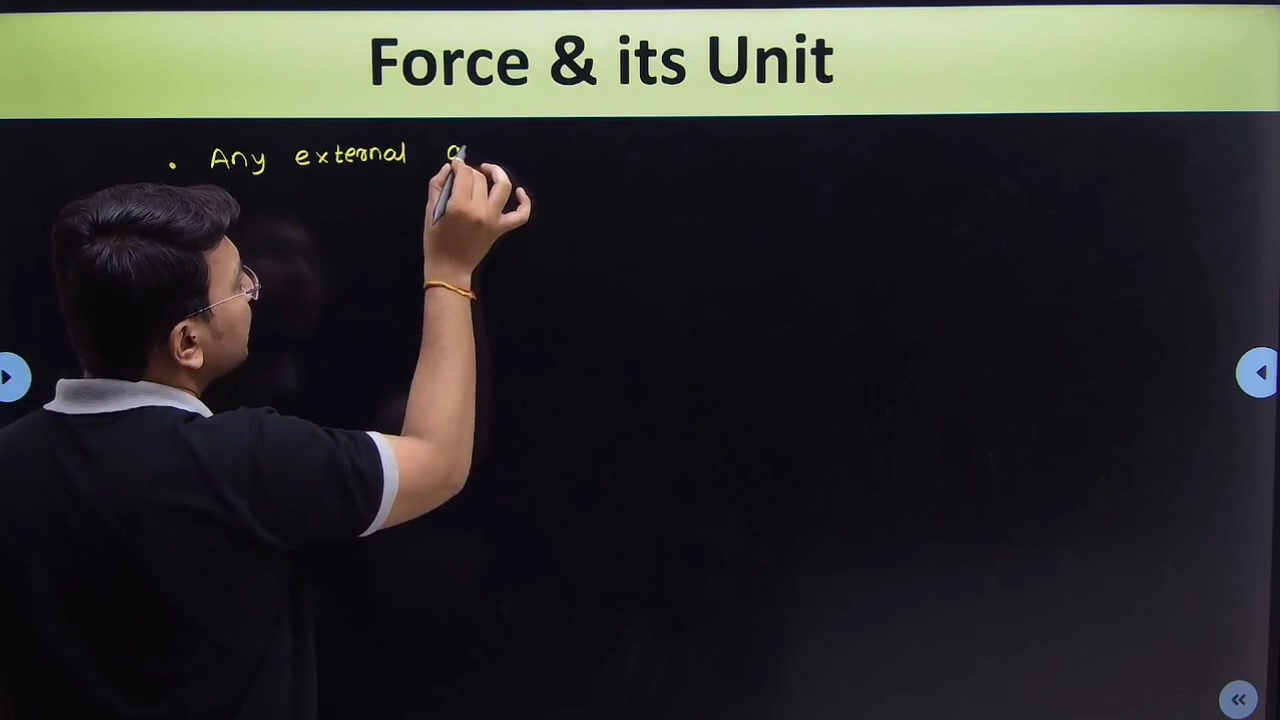 Force & its Unit
. Any external